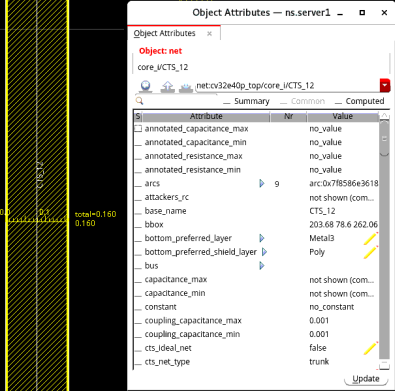 Object Attributes — ns.server1
Object Attributes ×
Object: net
core_i/CTS_12
net:cv32e40p_top/core_i/CTS_12
Summary Common Computed
S Attribute Nr Value
annotated_capacitance_max no_value
annotated_capacitance_min no_value
annotated_resistance_max no_value
annotated_resistance_min no_value
arcs 9 arc:0x7f8586e3618
attackers_rc not shown (com...
base_name CTS_12
bbox 203.68 78.6 262.06
bottom_preferred_layer Metal3
bottom_preferred_shield_layer Poly
bus
capacitance_max not shown (com...
capacitance_min not shown (com...
constant no_constant
coupling_capacitance_max 0.001
coupling_capacitance_min 0.001
cts_ideal_net false
cts_net_type trunk
Update
CTS_12
0.0 0.1 total=0.160
0.160